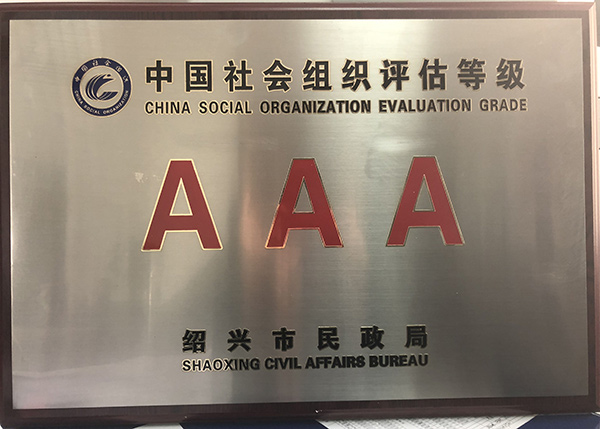 中国社会组织评估等级
CHINA SOCIAL ORGANIZATION EVALUATION GRADE
AAA
绍兴市民政局
SHAOXING CIVIL AFFAIRS BUREAU